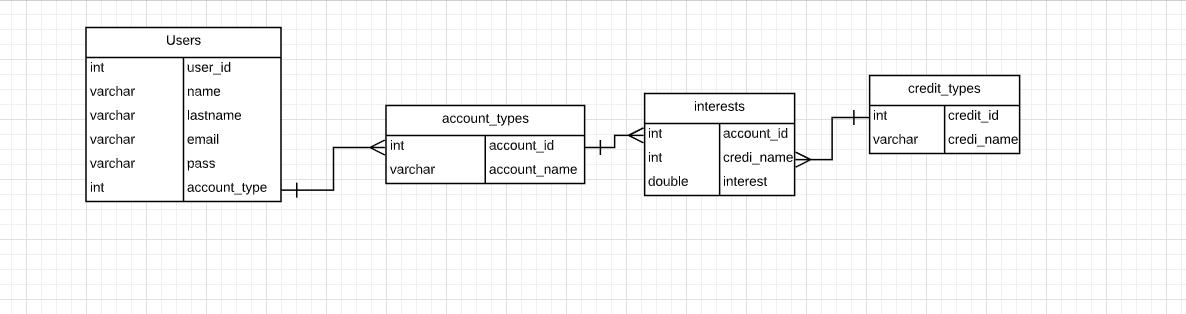 Users
int user_id
varchar name
varchar lastname
varchar email
varchar pass
int account_type
account_types
int account_id
varchar account_name
interests
int account_id
int credi_name
double interest
credit_types
int credit_id
varchar credi_name